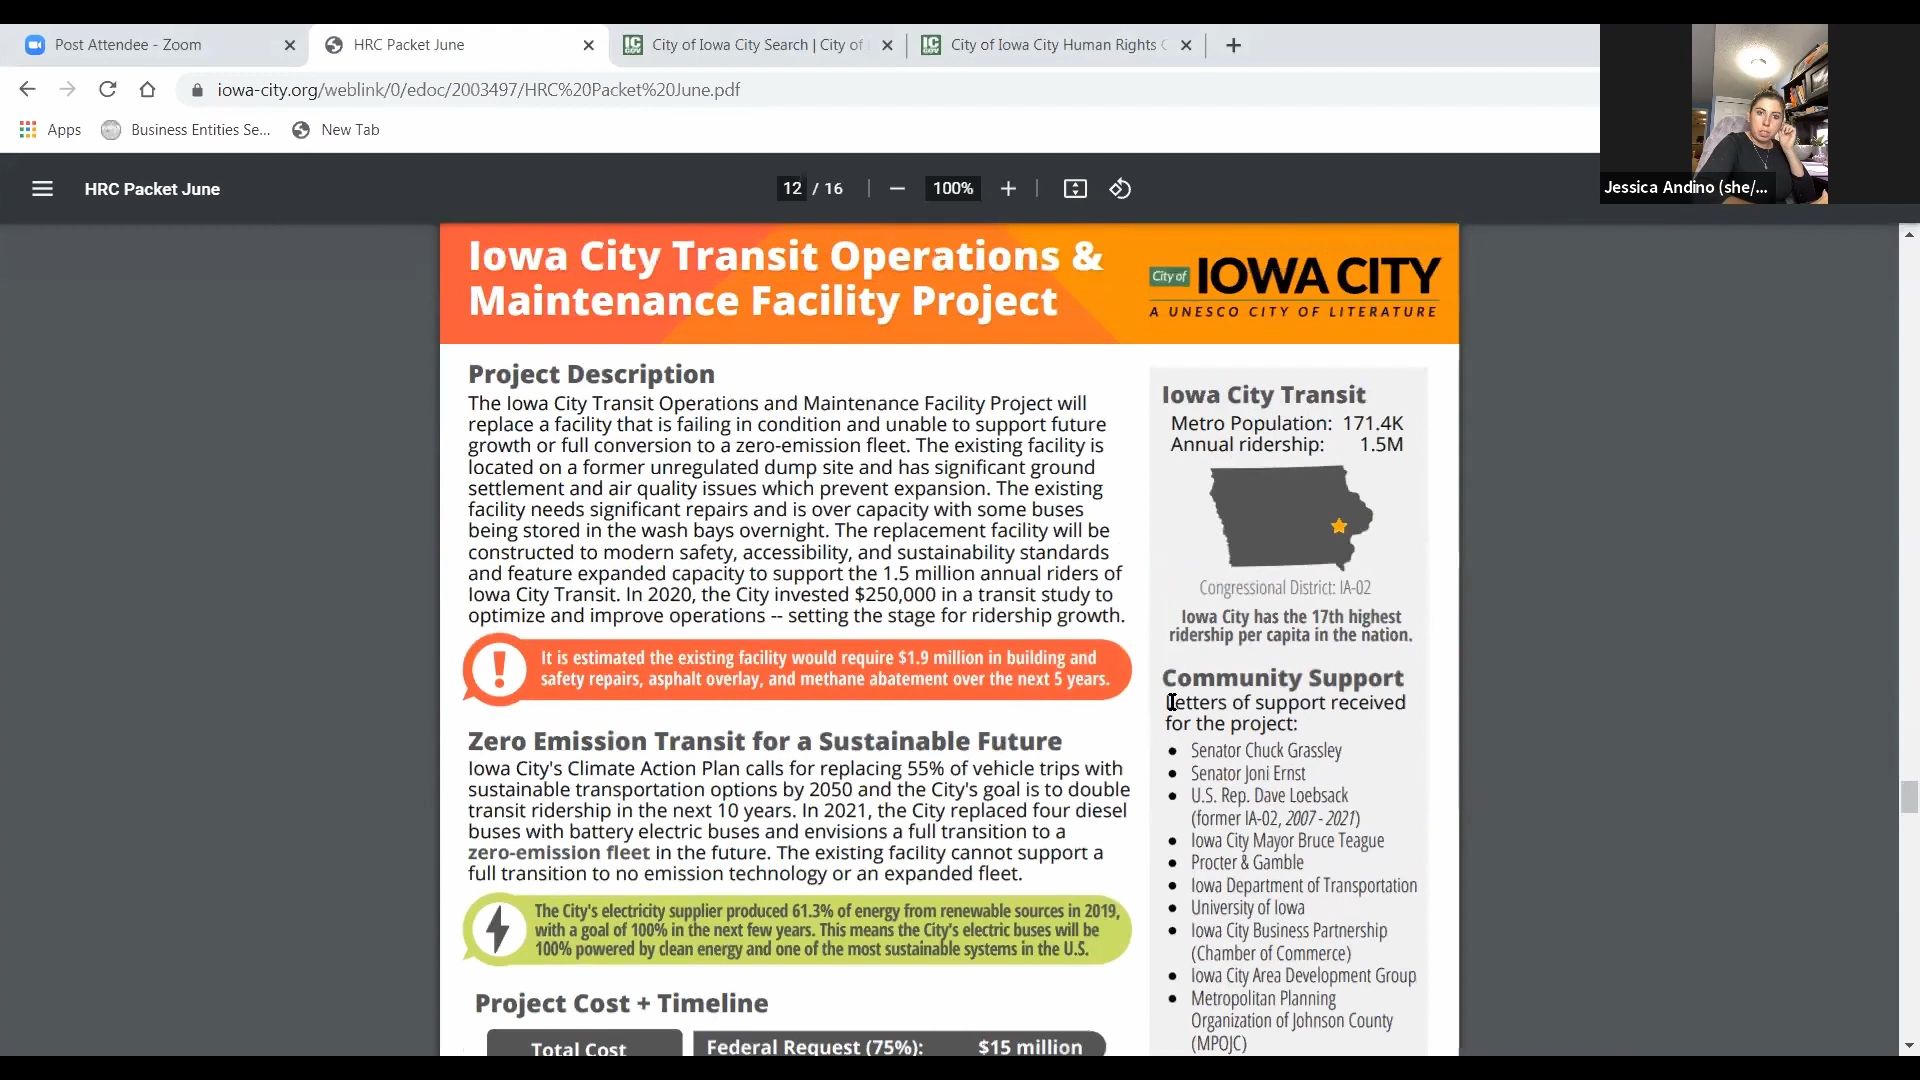 Post Attendee - Zoom
HRC Packet June
City of Iowa City Search | City of
City of Iowa City Human Rights
iowa-city.org/weblink/0/edoc/2003497/HRC%20Packet%20June.pdf
Apps
Business Entities Se...
New Tab
Jessica Andino (she/...
HRC Packet June
12 / 16
100%
Iowa City Transit Operations &
Maintenance Facility Project
City of IOWA CITY
A UNESCO CITY OF LITERATURE
Project Description
The Iowa City Transit Operations and Maintenance Facility Project will
replace a facility that is failing in condition and unable to support future
growth or full conversion to a zero-emission fleet. The existing facility is
located on a former unregulated dump site and has significant ground
settlement and air quality issues which prevent expansion. The existing
facility needs significant repairs and is over capacity with some buses
being stored in the wash bays overnight. The replacement facility will be
constructed to modern safety, accessibility, and sustainability standards
and feature expanded capacity to support the 1.5 million annual riders of
Iowa City Transit. In 2020, the City invested $250,000 in a transit study to
optimize and improve operations -- setting the stage for ridership growth.
It is estimated the existing facility would require $1.9 million in building and
safety repairs, asphalt overlay, and methane abatement over the next 5 years.
Zero Emission Transit for a Sustainable Future
Iowa City's Climate Action Plan calls for replacing 55% of vehicle trips with
sustainable transportation options by 2050 and the City's goal is to double
transit ridership in the next 10 years. In 2021, the City replaced four diesel
buses with battery electric buses and envisions a full transition to a
zero-emission fleet in the future. The existing facility cannot support a
full transition to no emission technology or an expanded fleet.
The City's electricity supplier produced 61.3% of energy from renewable sources in 2019,
with a goal of 100% in the next few years. This means the City's electric buses will be
100% powered by clean energy and one of the most sustainable systems in the U.S.
Project Cost + Timeline
Total Cost
Federal Request (75%): $15 million
Iowa City Transit
Metro Population: 171.4K
Annual ridership: 1.5M
Congressional District: IA-02
Iowa City has the 17th highest
ridership per capita in the nation.
Community Support
Letters of support received
for the project:
• Senator Chuck Grassley
• Senator Joni Ernst
• U.S. Rep. Dave Loebsack
(former IA-02, 2007 - 2021)
• Iowa City Mayor Bruce Teague
• Procter & Gamble
• Iowa Department of Transportation
• University of Iowa
• Iowa City Business Partnership
(Chamber of Commerce)
• Iowa City Area Development Group
• Metropolitan Planning
Organization of Johnson County
(MPOJC)